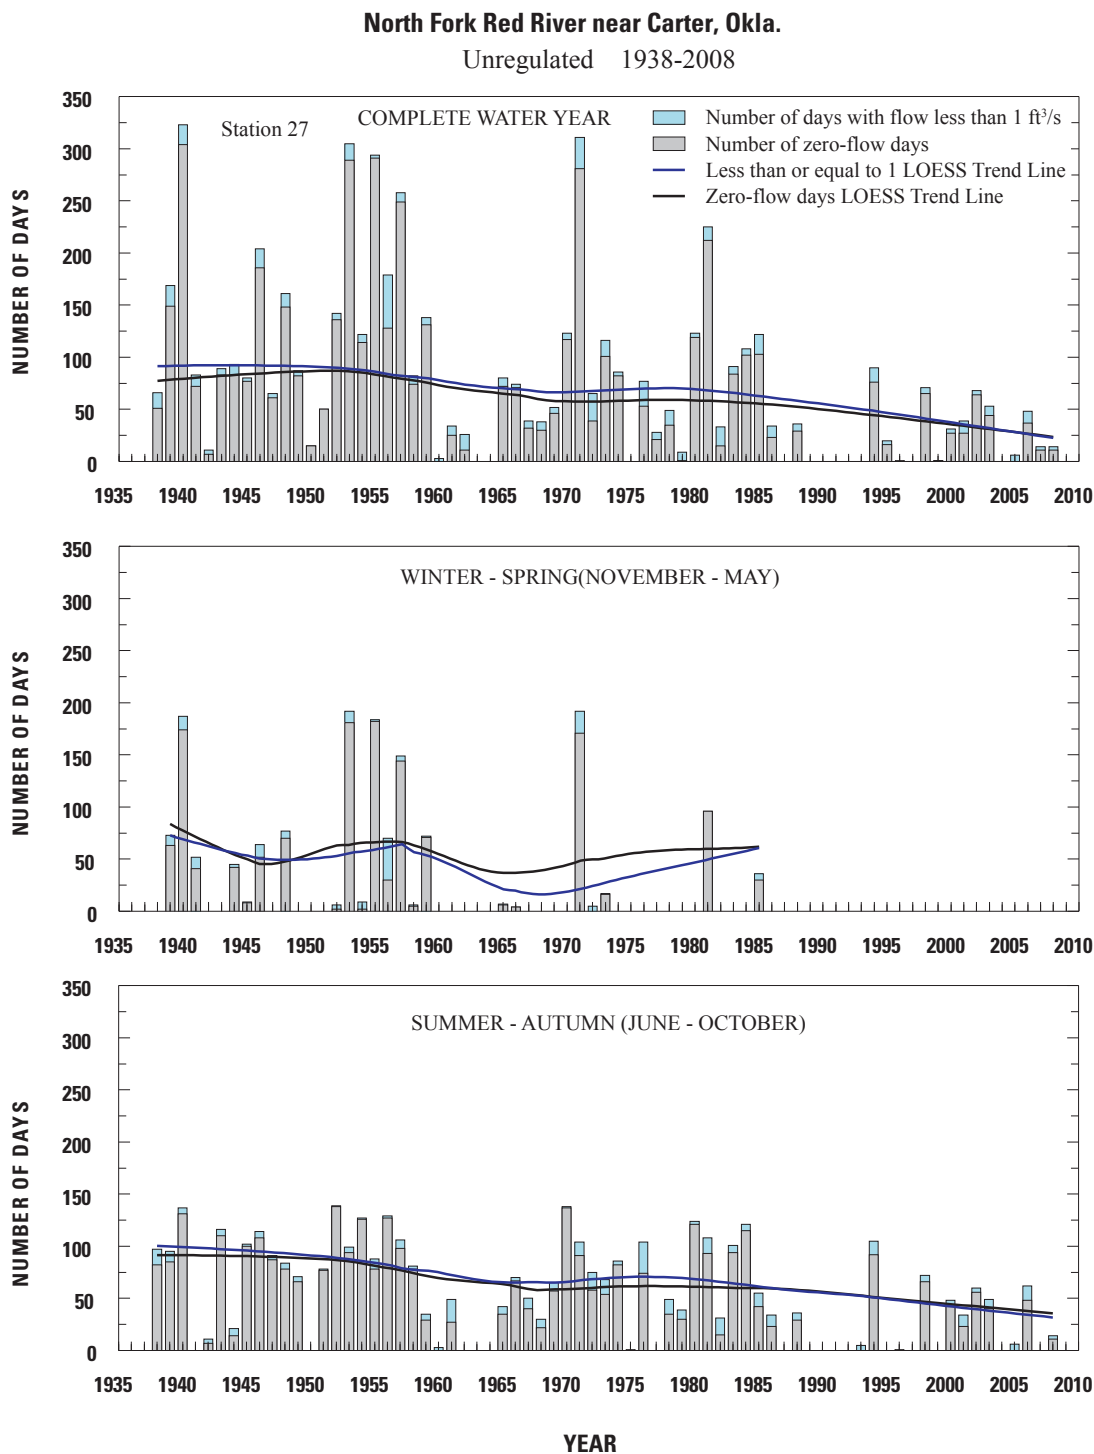 North Fork Red River near Carter, Okla.
Unregulated 1938-2008
350
300
250
200
150
100
50
0
NUMBER OF DAYS
Station 27
COMPLETE WATER YEAR
Number of days with flow less than 1 ft³/s
Number of zero-flow days
Less than or equal to 1 LOESS Trend Line
Zero-flow days LOESS Trend Line
1935 1940 1945 1950 1955 1960 1965 1970 1975 1980 1985 1990 1995 2000 2005 2010
350
300
250
200
150
100
50
0
NUMBER OF DAYS
WINTER - SPRING(NOVEMBER - MAY)
1935 1940 1945 1950 1955 1960 1965 1970 1975 1980 1985 1990 1995 2000 2005 2010
350
300
250
200
150
100
50
0
NUMBER OF DAYS
SUMMER - AUTUMN (JUNE - OCTOBER)
1935 1940 1945 1950 1955 1960 1965 1970 1975 1980 1985 1990 1995 2000 2005 2010
YEAR